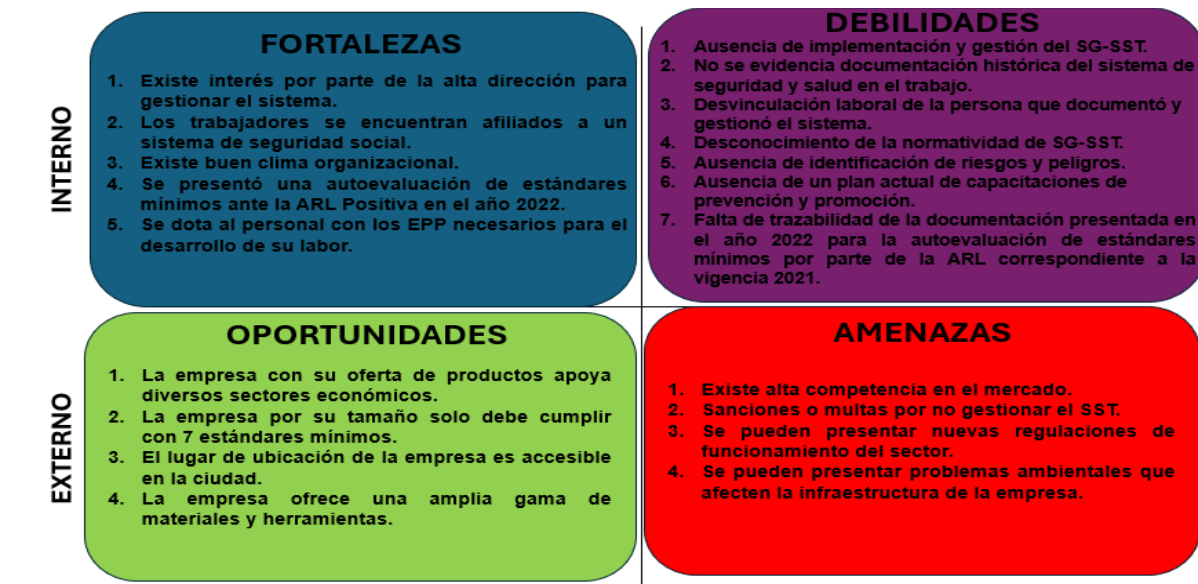 INTERNO
FORTALEZAS
1. Existe interés por parte de la alta dirección para
gestionar el sistema.
2. Los trabajadores se encuentran afiliados a un
sistema de seguridad social.
3. Existe buen clima organizacional.
4. Se presentó una autoevaluación de estándares
mínimos ante la ARL Positiva en el año 2022.
5. Se dota al personal con los EPP necesarios para el
desarrollo de su labor.
DEBILIDADES
1. Ausencia de implementación y gestión del SG-SST.
2. No se evidencia documentación histórica del sistema de
seguridad y salud en el trabajo.
3. Desvinculación laboral de la persona que documentó y
gestionó el sistema.
4. Desconocimiento de la normatividad de SG-SST.
5. Ausencia de identificación de riesgos y peligros.
6. Ausencia de un plan actual de capacitaciones de
prevención y promoción.
7. Falta de trazabilidad de la documentación presentada en
el año 2022 para la autoevaluación de estándares
mínimos por parte de la ARL correspondiente a la
vigencia 2021.
EXTERNO
OPORTUNIDADES
1. La empresa con su oferta de productos apoya
diversos sectores económicos.
2. La empresa por su tamaño solo debe cumplir
con 7 estándares mínimos.
3. El lugar de ubicación de la empresa es accesible
en la ciudad.
4. La empresa ofrece una amplia gama de
materiales y herramientas.
AMENAZAS
1. Existe alta competencia en el mercado.
2. Sanciones o multas por no gestionar el SST.
3. Se pueden presentar nuevas regulaciones de
funcionamiento del sector.
4. Se pueden presentar problemas ambientales que
afecten la infraestructura de la empresa.